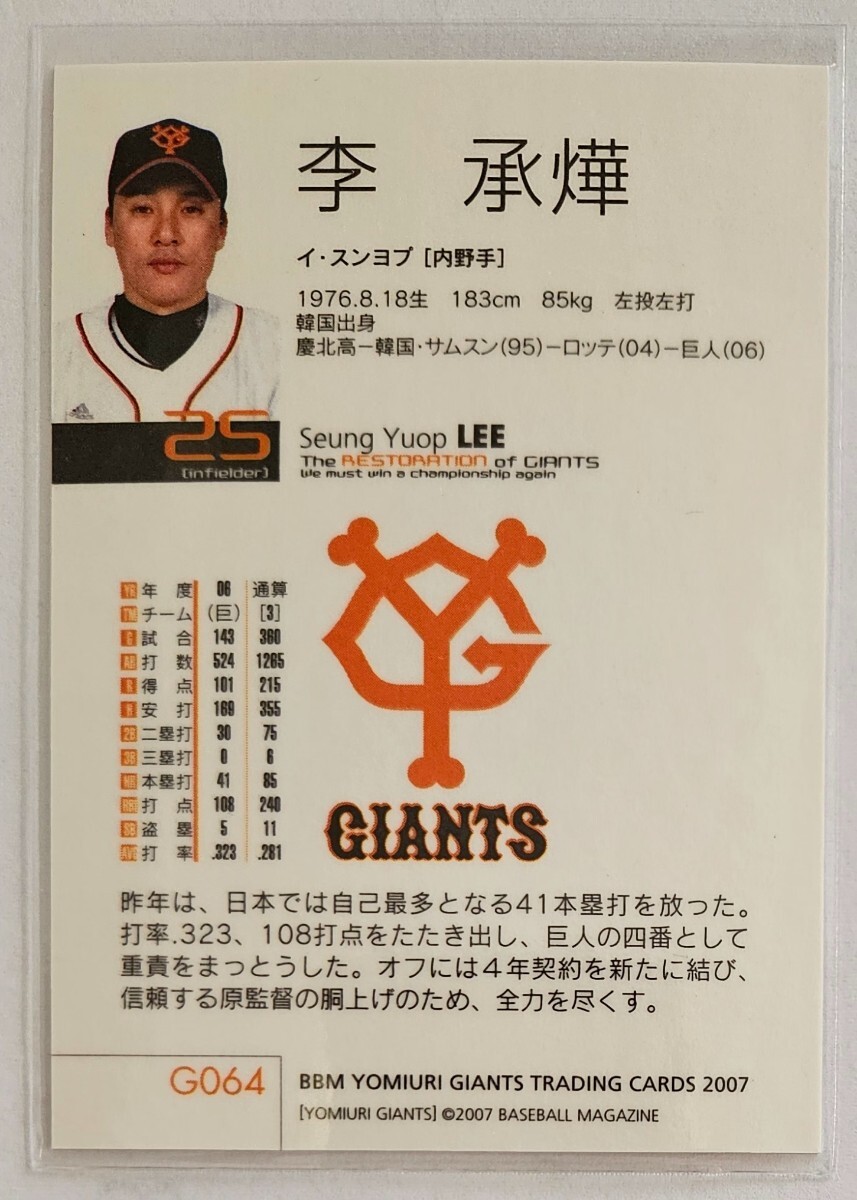 李 承燁
イ・スンヨプ [内野手]
1976.8.18生 183cm 85kg 左投左打
韓国出身
慶北高－韓国・サムスン(95)－ロッテ(04)－巨人(06)
25
[infielder]
Seung Yuop LEE
The RESTORATION of GIANTS
We must win a championship again
YR 年度 06 通算
TM チーム (巨) [3]
G 試合 143 360
AB 打数 524 1265
R 得点 101 215
H 安打 169 355
2B 二塁打 30 75
3B 三塁打 0 6
HR 本塁打 41 85
RBI 打点 108 240
SB 盗塁 5 11
AVG 打率 .323 .281
YG
GIANTS
昨年は、日本では自己最多となる41本塁打を放った。
打率.323、108打点をたたき出し、巨人の四番として
重責をまっとうした。オフには４年契約を新たに結び、
信頼する原監督の胴上げのため、全力を尽くす。
G064
BBM YOMIURI GIANTS TRADING CARDS 2007
[YOMIURI GIANTS] ©2007 BASEBALL MAGAZINE